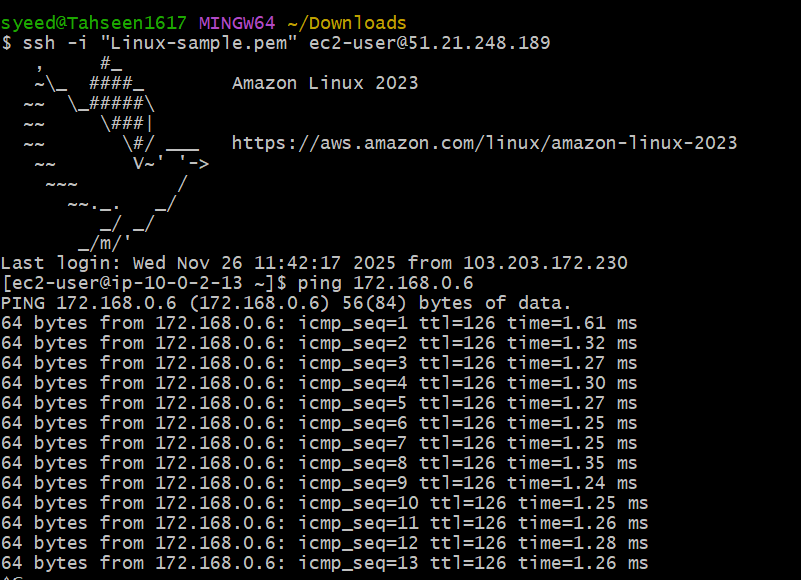 syeed@Tahseen1617 MINGW64 ~/Downloads
$ ssh -i "Linux-sample.pem" ec2-user@51.21.248.189
   ,     #_
   ~\_  ####_        Amazon Linux 2023
  ~~  \_#####\
  ~~     \###|
  ~~       \#/ ___   https://aws.amazon.com/linux/amazon-linux-2023
   ~~       V~' '->
    ~~~         /
      ~~._.   _/
         _/ _/
       _/m/'
Last login: Wed Nov 26 11:42:17 2025 from 103.203.172.230
[ec2-user@ip-10-0-2-13 ~]$ ping 172.168.0.6
PING 172.168.0.6 (172.168.0.6) 56(84) bytes of data.
64 bytes from 172.168.0.6: icmp_seq=1 ttl=126 time=1.61 ms
64 bytes from 172.168.0.6: icmp_seq=2 ttl=126 time=1.32 ms
64 bytes from 172.168.0.6: icmp_seq=3 ttl=126 time=1.27 ms
64 bytes from 172.168.0.6: icmp_seq=4 ttl=126 time=1.30 ms
64 bytes from 172.168.0.6: icmp_seq=5 ttl=126 time=1.27 ms
64 bytes from 172.168.0.6: icmp_seq=6 ttl=126 time=1.25 ms
64 bytes from 172.168.0.6: icmp_seq=7 ttl=126 time=1.25 ms
64 bytes from 172.168.0.6: icmp_seq=8 ttl=126 time=1.35 ms
64 bytes from 172.168.0.6: icmp_seq=9 ttl=126 time=1.24 ms
64 bytes from 172.168.0.6: icmp_seq=10 ttl=126 time=1.25 ms
64 bytes from 172.168.0.6: icmp_seq=11 ttl=126 time=1.26 ms
64 bytes from 172.168.0.6: icmp_seq=12 ttl=126 time=1.28 ms
64 bytes from 172.168.0.6: icmp_seq=13 ttl=126 time=1.26 ms